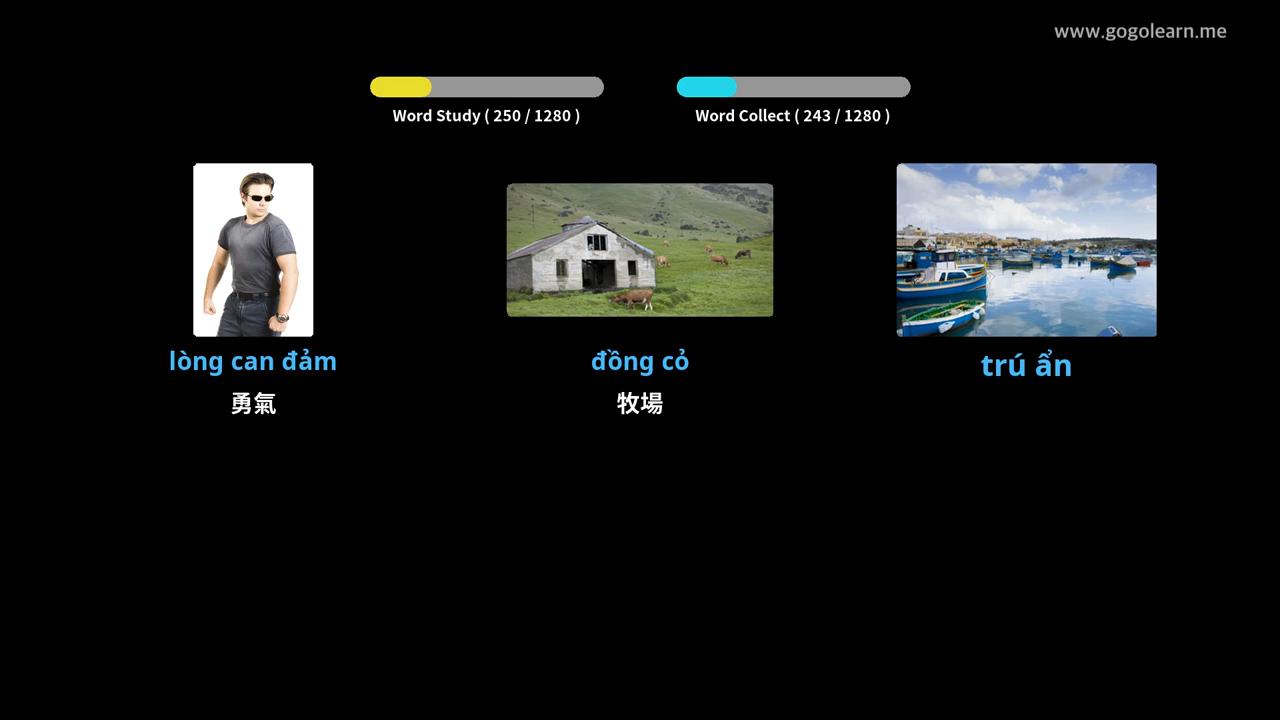 www.gogolearn.me
Word Study ( 250 / 1280 )
Word Collect ( 243 / 1280 )
lòng can đảm
勇氣
đồng cỏ
牧場
trú ẩn